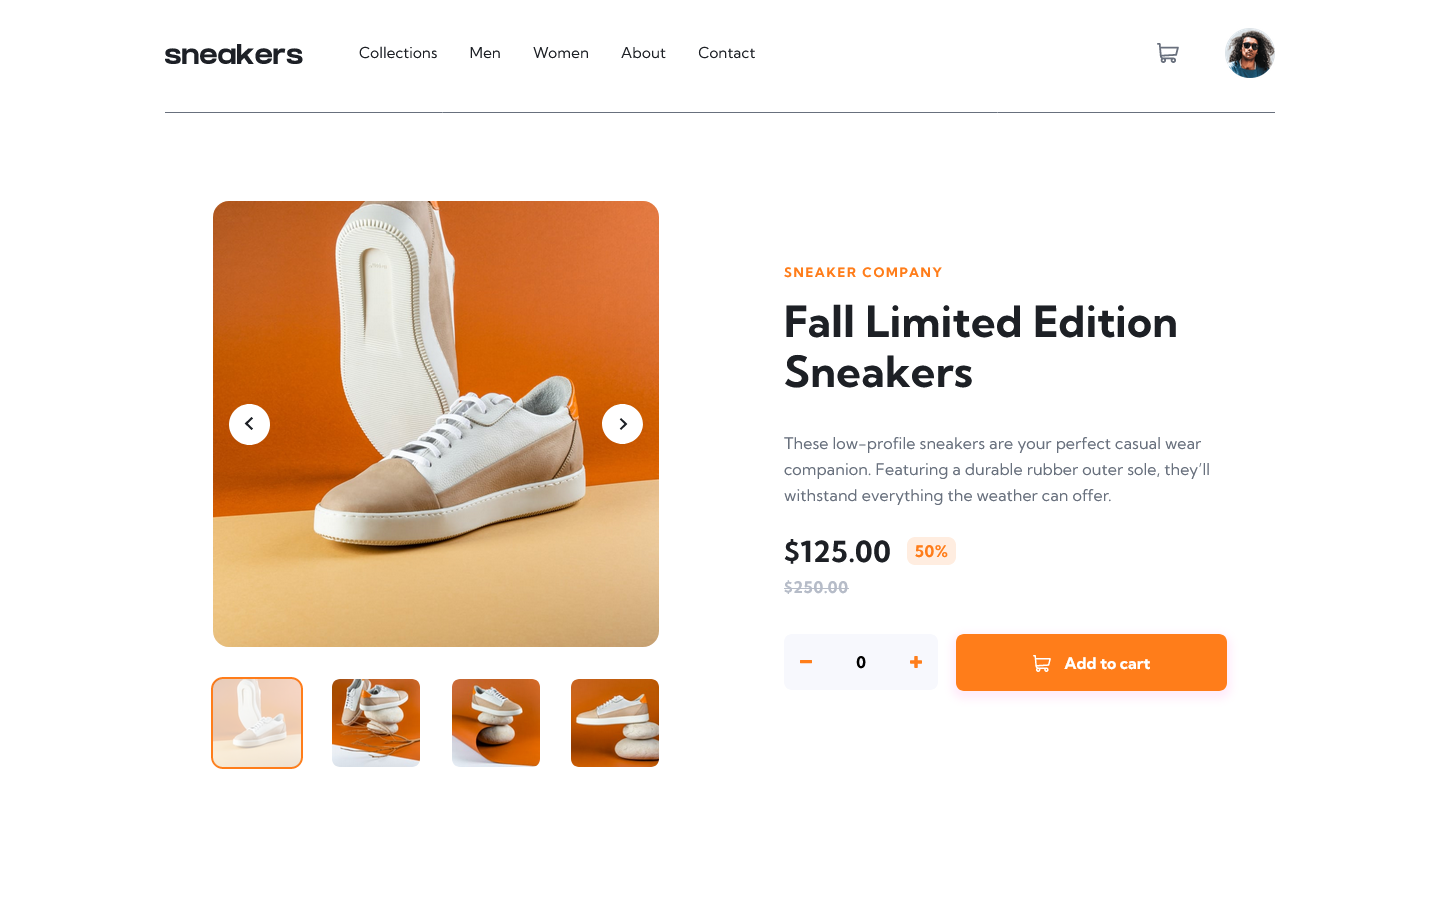 sneakers
Collections Men Women About Contact
SNEAKER COMPANY
Fall Limited Edition
Sneakers
These low-profile sneakers are your perfect casual wear
companion. Featuring a durable rubber outer sole, they’ll
withstand everything the weather can offer.
$125.00 50%
$250.00
0
Add to cart